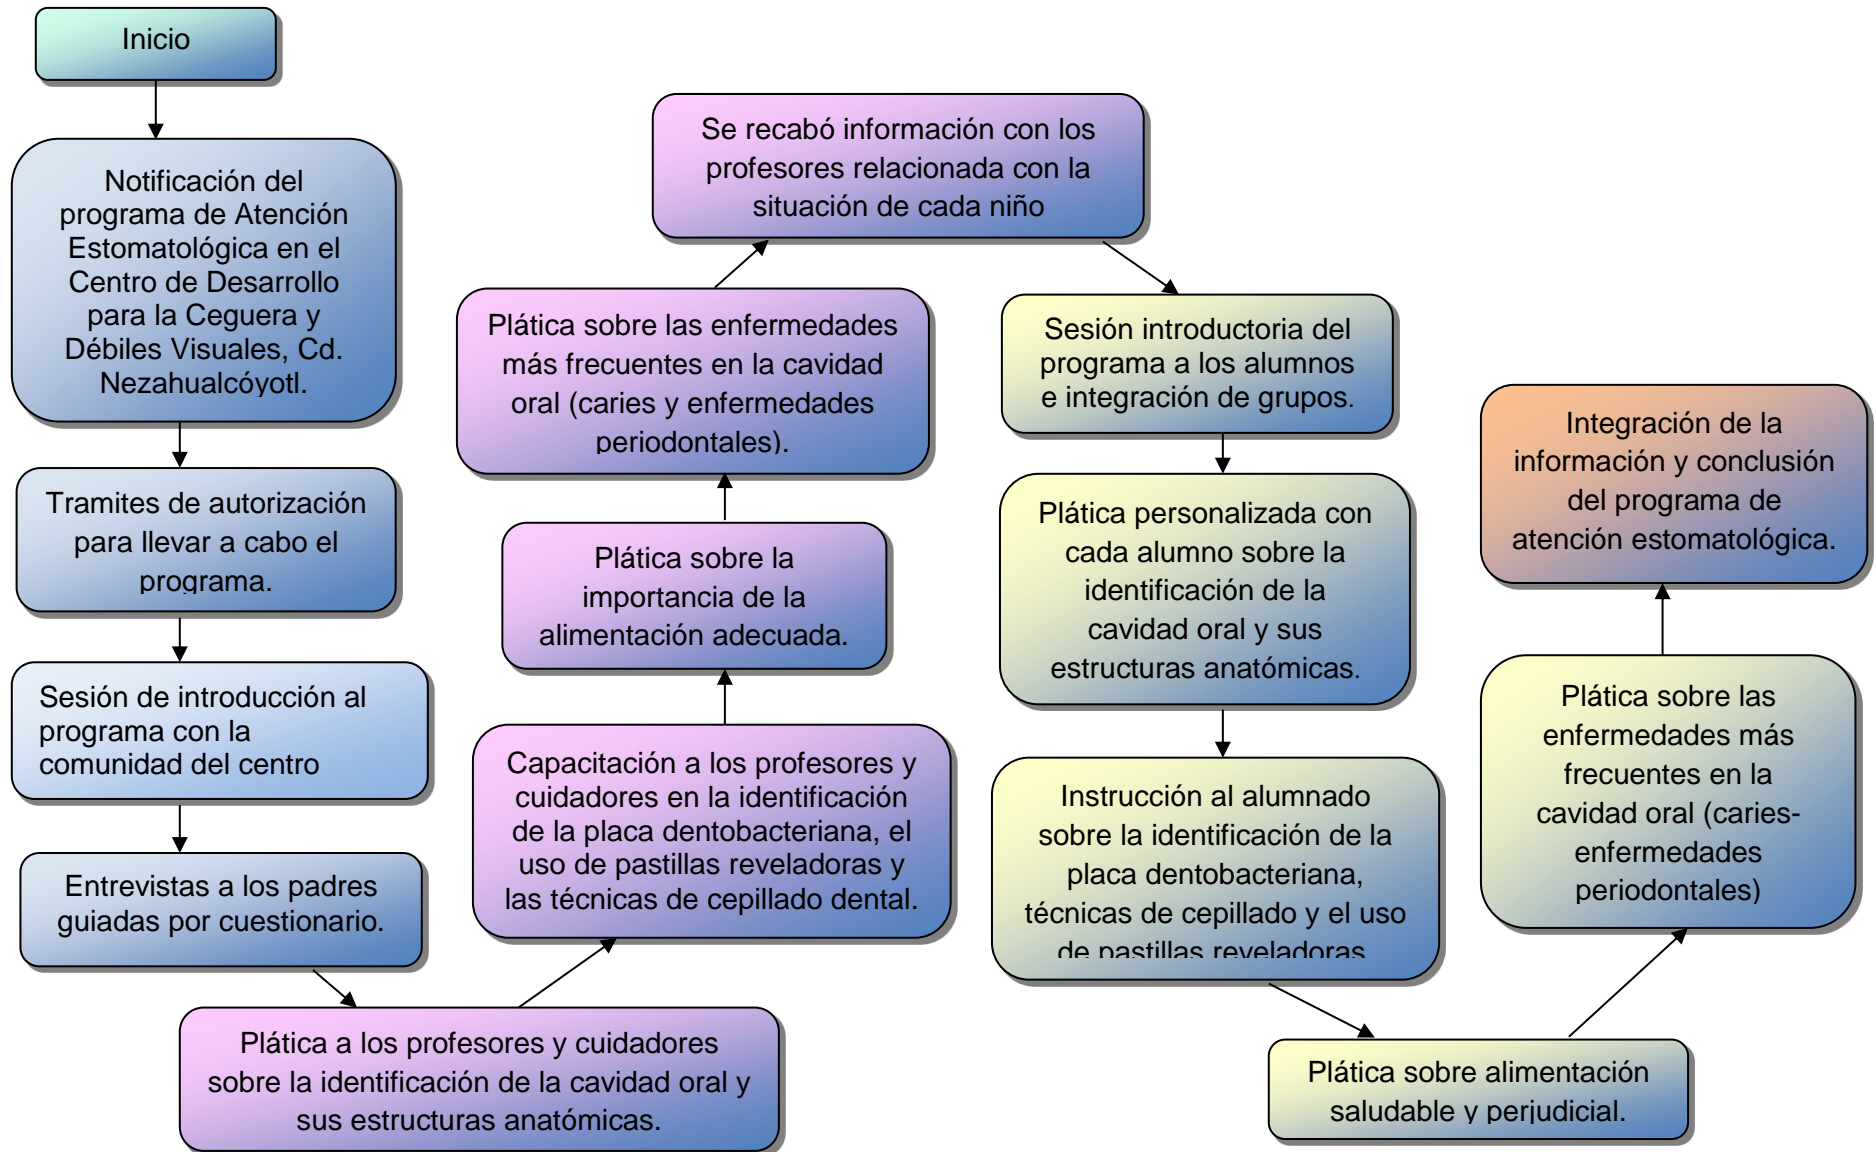 Inicio
Notificación del
programa de Atención
Estomatológica en el
Centro de Desarrollo
para la Ceguera y
Débiles Visuales, Cd.
Nezahualcóyotl.
Tramites de autorización
para llevar a cabo el
programa.
Sesión de introducción al
programa con la
comunidad del centro
Entrevistas a los padres
guiadas por cuestionario.
Plática a los profesores y cuidadores
sobre la identificación de la cavidad oral y
sus estructuras anatómicas.
Capacitación a los profesores y
cuidadores en la identificación
de la placa dentobacteriana, el
uso de pastillas reveladoras y
las técnicas de cepillado dental.
Plática sobre la
importancia de la
alimentación adecuada.
Plática sobre las enfermedades
más frecuentes en la cavidad
oral (caries y enfermedades
periodontales).
Se recabó información con los
profesores relacionada con la
situación de cada niño
Sesión introductoria del
programa a los alumnos
e integración de grupos.
Plática personalizada con
cada alumno sobre la
identificación de la
cavidad oral y sus
estructuras anatómicas.
Instrucción al alumnado
sobre la identificación de la
placa dentobacteriana,
técnicas de cepillado y el uso
de pastillas reveladoras
Plática sobre alimentación
saludable y perjudicial.
Plática sobre las
enfermedades más
frecuentes en la
cavidad oral (caries-
enfermedades
periodontales)
Integración de la
información y conclusión
del programa de
atención estomatológica.